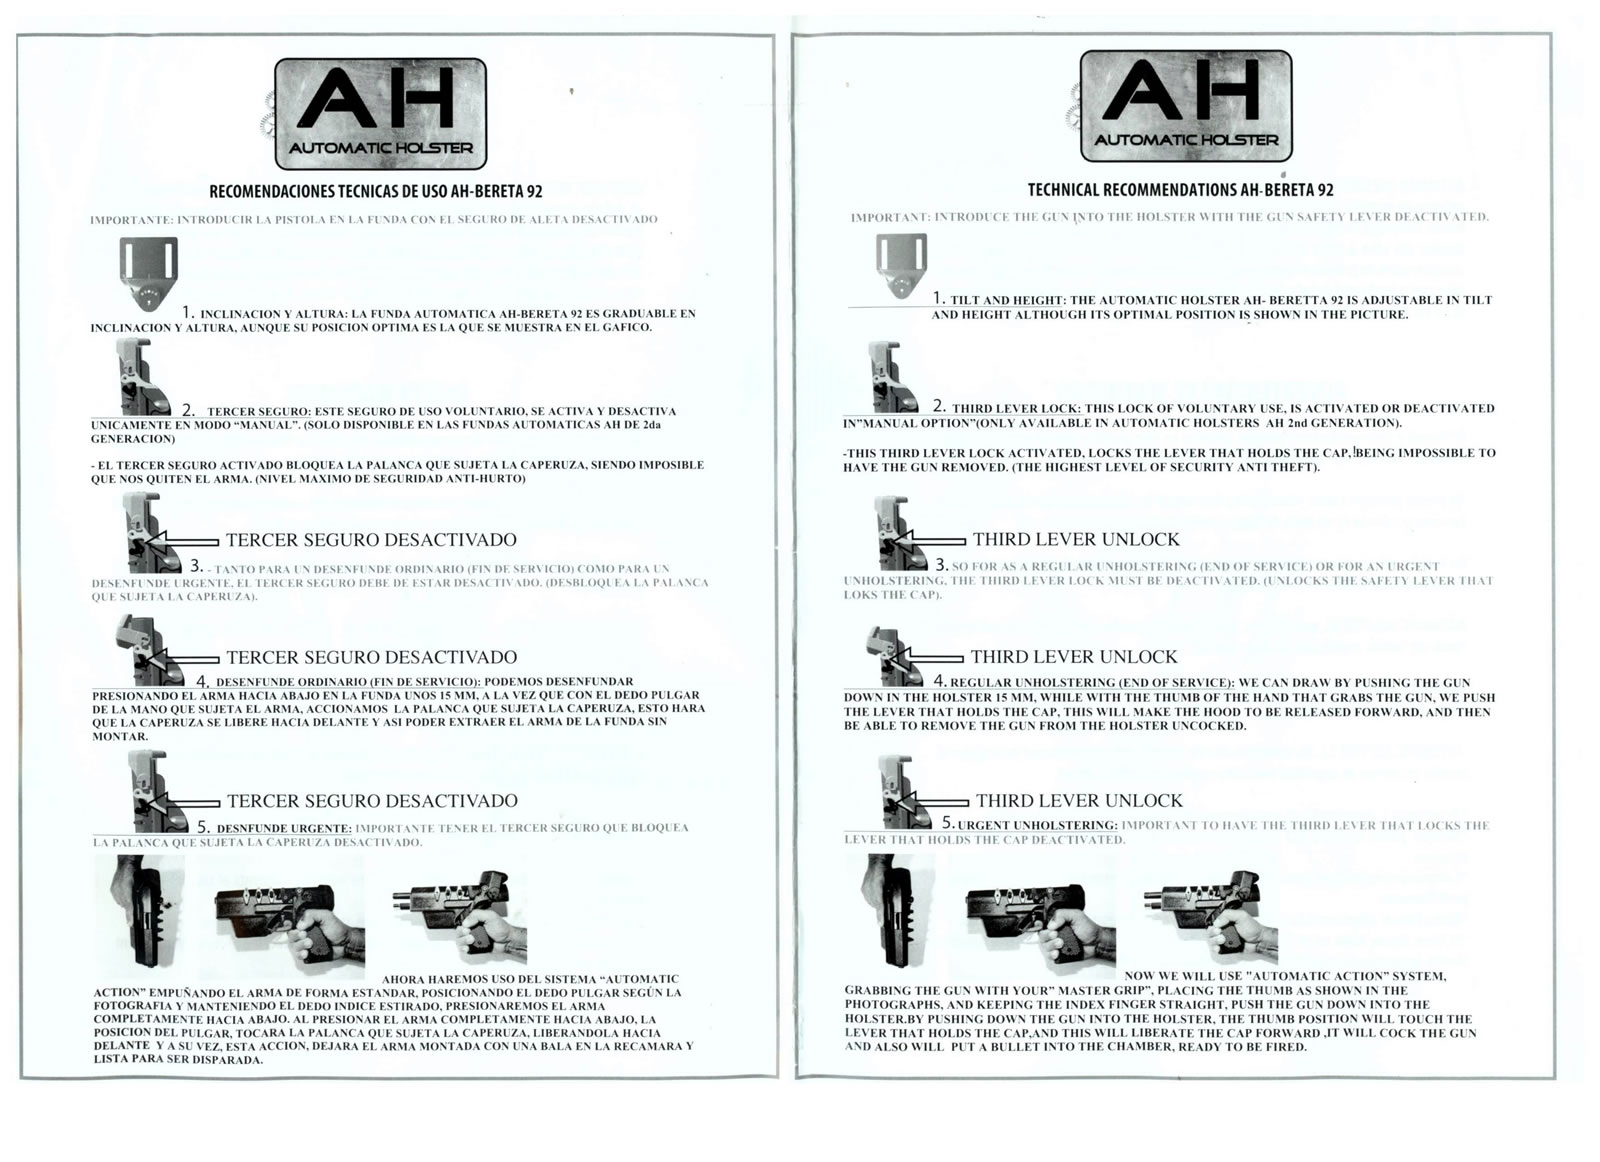 AH
AUTOMATIC HOLSTER
RECOMENDACIONES TECNICAS DE USO AH-BERETA 92
IMPORTANTE: INTRODUCIR LA PISTOLA EN LA FUNDA CON EL SEGURO DE ALETA DESACTIVADO
1. INCLINACION Y ALTURA: LA FUNDA AUTOMATICA AH-BERETA 92 ES GRADUABLE EN
INCLINACION Y ALTURA, AUNQUE SU POSICION OPTIMA ES LA QUE SE MUESTRA EN EL GAFICO.
2. TERCER SEGURO: ESTE SEGURO DE USO VOLUNTARIO, SE ACTIVA Y DESACTIVA
UNICAMENTE EN MODO “MANUAL”. (SOLO DISPONIBLE EN LAS FUNDAS AUTOMATICAS AH DE 2da
GENERACION)
- EL TERCER SEGURO ACTIVADO BLOQUEA LA PALANCA QUE SUJETA LA CAPERUZA, SIENDO IMPOSIBLE
QUE NOS QUITEN EL ARMA. (NIVEL MAXIMO DE SEGURIDAD ANTI-HURTO)
TERCER SEGURO DESACTIVADO
3. - TANTO PARA UN DESENFUNDE ORDINARIO (FIN DE SERVICIO) COMO PARA UN
DESENFUNDE URGENTE, EL TERCER SEGURO DEBE DE ESTAR DESACTIVADO. (DESBLOQUEA LA PALANCA
QUE SUJETA LA CAPERUZA).
TERCER SEGURO DESACTIVADO
4. DESENFUNDE ORDINARIO (FIN DE SERVICIO): PODEMOS DESENFUNDAR
PRESIONANDO EL ARMA HACIA ABAJO EN LA FUNDA UNOS 15 MM, A LA VEZ QUE CON EL DEDO PULGAR
DE LA MANO QUE SUJETA EL ARMA, ACCIONAMOS LA PALANCA QUE SUJETA LA CAPERUZA, ESTO HARA
QUE LA CAPERUZA SE LIBERE HACIA DELANTE Y ASI PODER EXTRAER EL ARMA DE LA FUNDA SIN
MONTAR.
TERCER SEGURO DESACTIVADO
5. DESNFUNDE URGENTE: IMPORTANTE TENER EL TERCER SEGURO QUE BLOQUEA
LA PALANCA QUE SUJETA LA CAPERUZA DESACTIVADO.
AHORA HAREMOS USO DEL SISTEMA “AUTOMATIC
ACTION” EMPUÑANDO EL ARMA DE FORMA ESTANDAR, POSICIONANDO EL DEDO PULGAR SEGÚN LA
FOTOGRAFIA Y MANTENIENDO EL DEDO INDICE ESTIRADO, PRESIONAREMOS EL ARMA
COMPLETAMENTE HACIA ABAJO. AL PRESIONAR EL ARMA COMPLETAMENTE HACIA ABAJO, LA
POSICION DEL PULGAR, TOCARA LA PALANCA QUE SUJETA LA CAPERUZA, LIBERANDOLA HACIA
DELANTE Y A SU VEZ, ESTA ACCION, DEJARA EL ARMA MONTADA CON UNA BALA EN LA RECAMARA Y
LISTA PARA SER DISPARADA.
AH
AUTOMATIC HOLSTER
TECHNICAL RECOMMENDATIONS AH-BERETA 92
IMPORTANT: INTRODUCE THE GUN INTO THE HOLSTER WITH THE GUN SAFETY LEVER DEACTIVATED.
1. TILT AND HEIGHT: THE AUTOMATIC HOLSTER AH- BERETTA 92 IS ADJUSTABLE IN TILT
AND HEIGHT ALTHOUGH ITS OPTIMAL POSITION IS SHOWN IN THE PICTURE.
2. THIRD LEVER LOCK: THIS LOCK OF VOLUNTARY USE, IS ACTIVATED OR DEACTIVATED
IN”MANUAL OPTION”(ONLY AVAILABLE IN AUTOMATIC HOLSTERS AH 2nd GENERATION).
-THIS THIRD LEVER LOCK ACTIVATED, LOCKS THE LEVER THAT HOLDS THE CAP, BEING IMPOSSIBLE TO
HAVE THE GUN REMOVED. (THE HIGHEST LEVEL OF SECURITY ANTI THEFT).
THIRD LEVER UNLOCK
3. SO FOR AS A REGULAR UNHOLSTERING (END OF SERVICE) OR FOR AN URGENT
UNHOLSTERING, THE THIRD LEVER LOCK MUST BE DEACTIVATED. (UNLOCKS THE SAFETY LEVER THAT
LOKS THE CAP).
THIRD LEVER UNLOCK
4. REGULAR UNHOLSTERING (END OF SERVICE): WE CAN DRAW BY PUSHING THE GUN
DOWN IN THE HOLSTER 15 MM, WHILE WITH THE THUMB OF THE HAND THAT GRABS THE GUN, WE PUSH
THE LEVER THAT HOLDS THE CAP, THIS WILL MAKE THE HOOD TO BE RELEASED FORWARD, AND THEN
BE ABLE TO REMOVE THE GUN FROM THE HOLSTER UNCOCKED.
THIRD LEVER UNLOCK
5. URGENT UNHOLSTERING: IMPORTANT TO HAVE THE THIRD LEVER THAT LOCKS THE
LEVER THAT HOLDS THE CAP DEACTIVATED.
NOW WE WILL USE "AUTOMATIC ACTION” SYSTEM,
GRABBING THE GUN WITH YOUR” MASTER GRIP”, PLACING THE THUMB AS SHOWN IN THE
PHOTOGRAPHS, AND KEEPING THE INDEX FINGER STRAIGHT, PUSH THE GUN DOWN INTO THE
HOLSTER.BY PUSHING DOWN THE GUN INTO THE HOLSTER, THE THUMB POSITION WILL TOUCH THE
LEVER THAT HOLDS THE CAP,AND THIS WILL LIBERATE THE CAP FORWARD ,IT WILL COCK THE GUN
AND ALSO WILL PUT A BULLET INTO THE CHAMBER, READY TO BE FIRED.